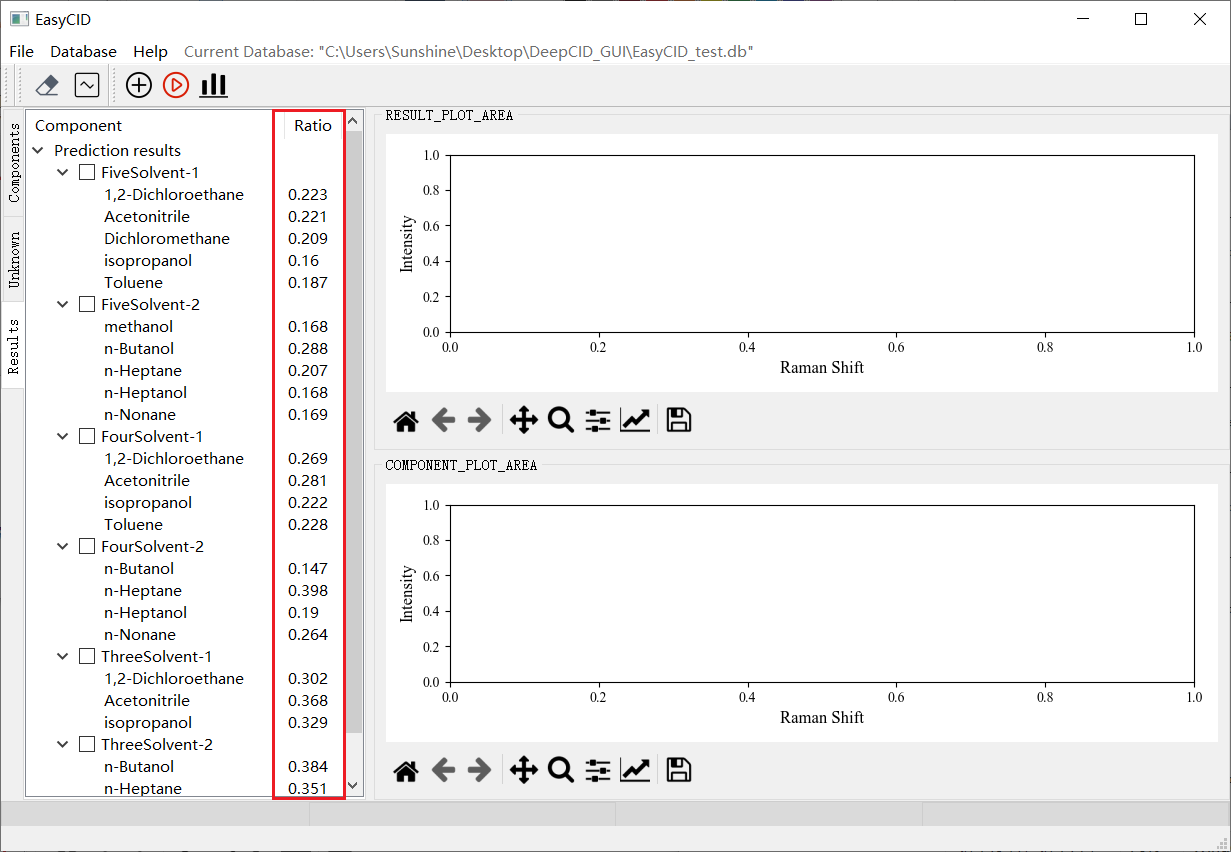 EasyCID
File Database Help Current Database: "C:\Users\Sunshine\Desktop\DeepCID_GUI\EasyCID_test.db"
Components
Unknown
Results
Component Ratio
Prediction results
FiveSolvent-1
1,2-Dichloroethane 0.223
Acetonitrile 0.221
Dichloromethane 0.209
isopropanol 0.16
Toluene 0.187
FiveSolvent-2
methanol 0.168
n-Butanol 0.288
n-Heptane 0.207
n-Heptanol 0.168
n-Nonane 0.169
FourSolvent-1
1,2-Dichloroethane 0.269
Acetonitrile 0.281
isopropanol 0.222
Toluene 0.228
FourSolvent-2
n-Butanol 0.147
n-Heptane 0.398
n-Heptanol 0.19
n-Nonane 0.264
ThreeSolvent-1
1,2-Dichloroethane 0.302
Acetonitrile 0.368
isopropanol 0.329
ThreeSolvent-2
n-Butanol 0.384
n-Heptane 0.351
RESULT_PLOT_AREA
1.0
0.8
0.6
0.4
0.2
0.0
Intensity
0.0 0.2 0.4 0.6 0.8 1.0
Raman Shift
COMPONENT_PLOT_AREA
1.0
0.8
0.6
0.4
0.2
0.0
Intensity
0.0 0.2 0.4 0.6 0.8 1.0
Raman Shift